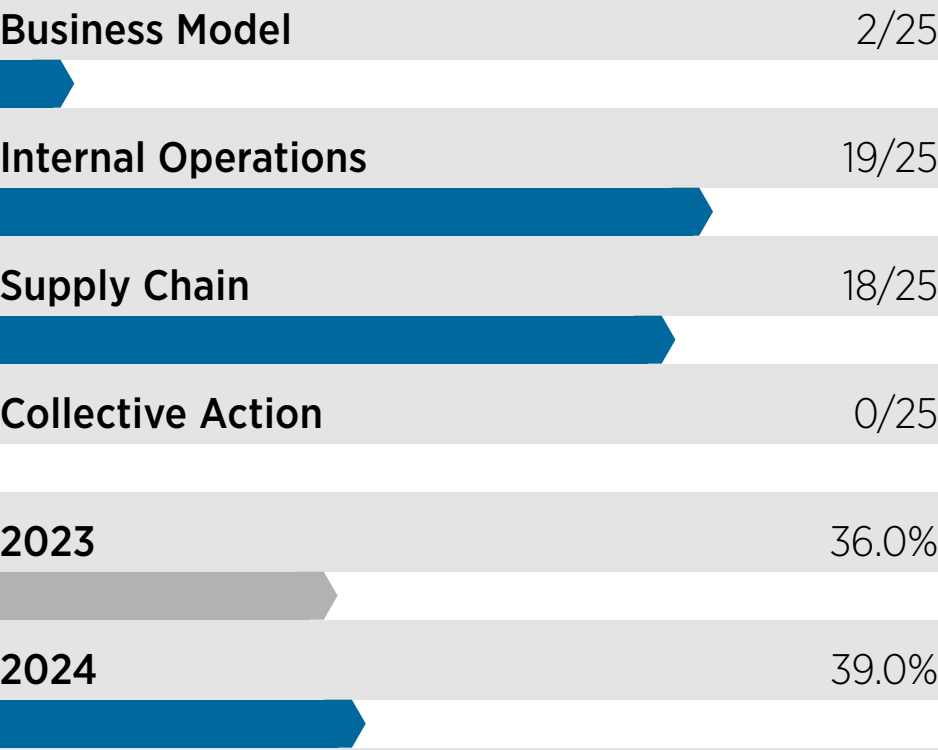 Business Model 2/25
Internal Operations 19/25
Supply Chain 18/25
Collective Action 0/25
2023 36.0%
2024 39.0%